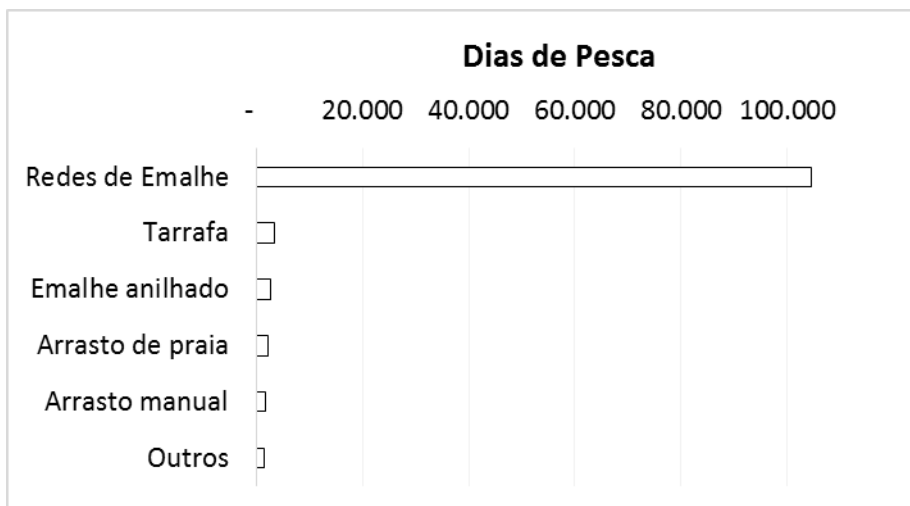 Dias de Pesca
- 20.000 40.000 60.000 80.000 100.000
Redes de Emalhe
Tarrafa
Emalhe anilhado
Arrasto de praia
Arrasto manual
Outros